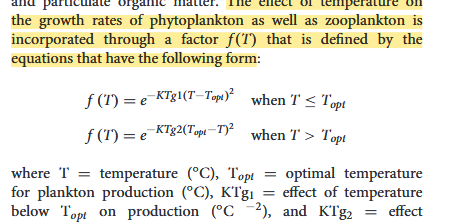 and particulate organic matter. The effect of temperature on
the growth rates of phytoplankton as well as zooplankton is
incorporated through a factor f(T) that is defined by the
equations that have the following form:
f (T) = e^−KTg1(T−Topt)² when T ≤ Topt
f (T) = e^−KTg2(Topt−T)² when T > Topt
where T = temperature (°C), Topt = optimal temperature
for plankton production (°C), KTg1 = effect of temperature
below Topt on production (°C ⁻²), and KTg2 = effect